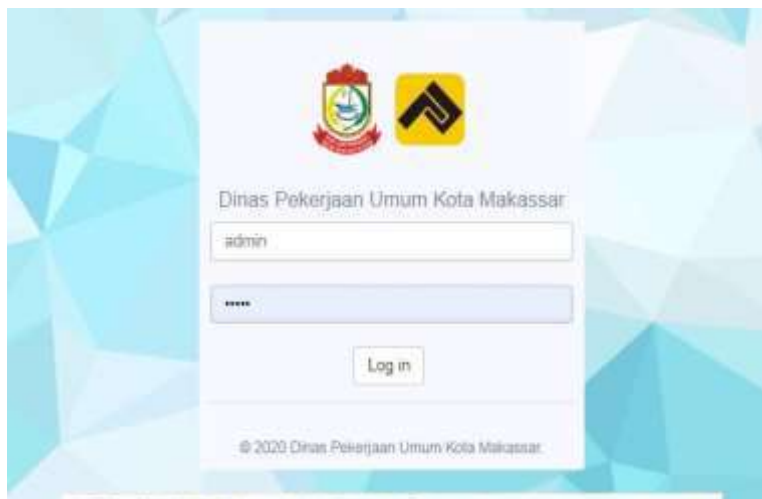 Dinas Pekerjaan Umum Kota Makassar
admin
•••••
Log in
© 2020 Dinas Pekerjaan Umum Kota Makassar.